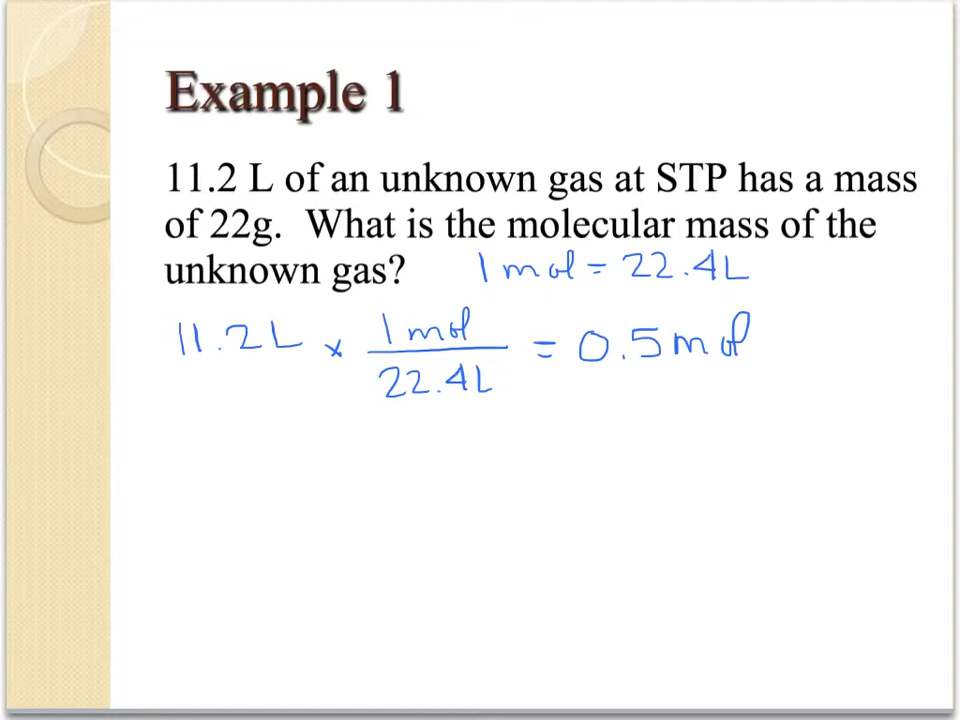 Example 1
11.2 L of an unknown gas at STP has a mass
of 22g. What is the molecular mass of the
unknown gas? 1 mol = 22.4L
11.2L × 1 mol / 22.4L = 0.5 mol